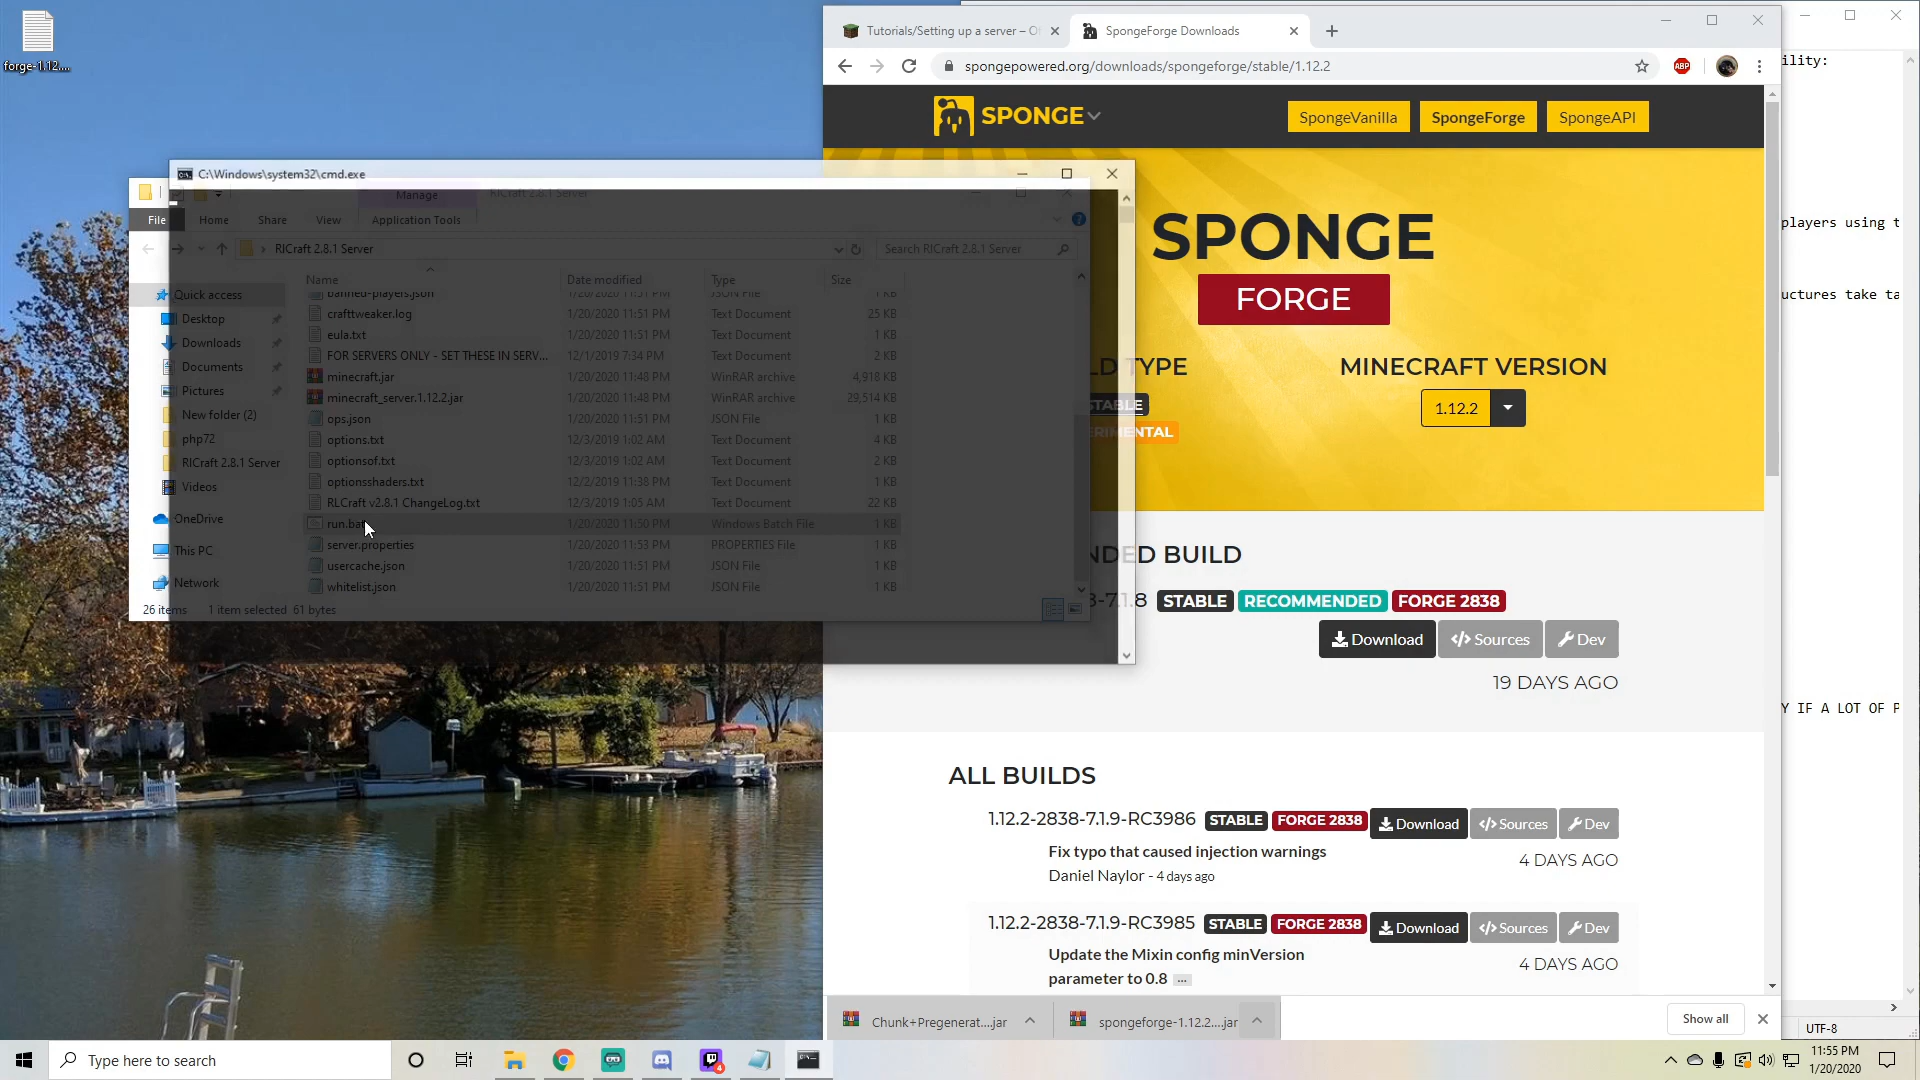 forge-1.12....
Tutorials/Setting up a server – Of
SpongeForge Downloads
spongepowered.org/downloads/spongeforge/stable/1.12.2
ABP
SPONGE
SpongeVanilla
SpongeForge
SpongeAPI
SPONGE
FORGE
MINECRAFT VERSION
1.12.2
1.12.2-2838-7.1.9-RC3986 STABLE FORGE 2838 Download Sources Dev
STABLE RECOMMENDED FORGE 2838
Download Sources Dev
19 DAYS AGO
ALL BUILDS
Fix typo that caused injection warnings
4 DAYS AGO
Daniel Naylor - 4 days ago
1.12.2-2838-7.1.9-RC3985 STABLE FORGE 2838 Download Sources Dev
Update the Mixin config minVersion
parameter to 0.8 ...
4 DAYS AGO
Chunk+Pregenerat....jar
spongeforge-1.12.2....jar
Show all
C:\Windows\system32\cmd.exe
Manage
RlCraft 2.8.1 Server
File
Home
Share
View
Application Tools
RlCraft 2.8.1 Server
Search RlCraft 2.8.1 Server
Name Date modified Type Size
Quick access
Desktop
Downloads
Documents
Pictures
New folder (2)
php72
RlCraft 2.8.1 Server
Videos
OneDrive
This PC
Network
banned-players.json 1/20/2020 11:51 PM JSON File 1 KB
crafttweaker.log 1/20/2020 11:51 PM Text Document 25 KB
eula.txt 1/20/2020 11:51 PM Text Document 1 KB
FOR SERVERS ONLY - SET THESE IN SERV... 12/1/2019 7:34 PM Text Document 2 KB
minecraft.jar 1/20/2020 11:48 PM WinRAR archive 4,918 KB
minecraft_server.1.12.2.jar 1/20/2020 11:48 PM WinRAR archive 29,514 KB
ops.json 1/20/2020 11:51 PM JSON File 1 KB
options.txt 12/3/2019 1:02 AM Text Document 4 KB
optionsof.txt 12/3/2019 1:02 AM Text Document 2 KB
optionsshaders.txt 12/2/2019 11:38 PM Text Document 1 KB
RLCraft v2.8.1 ChangeLog.txt 12/3/2019 1:05 AM Text Document 22 KB
run.bat 1/20/2020 11:50 PM Windows Batch File 1 KB
server.properties 1/20/2020 11:53 PM PROPERTIES File 1 KB
usercache.json 1/20/2020 11:51 PM JSON File 1 KB
whitelist.json 1/20/2020 11:51 PM JSON File 1 KB
26 items 1 item selected 61 bytes
ility:
players using t
uctures take ta
Y IF A LOT OF P
UTF-8
Type here to search
4
11:55 PM
1/20/2020